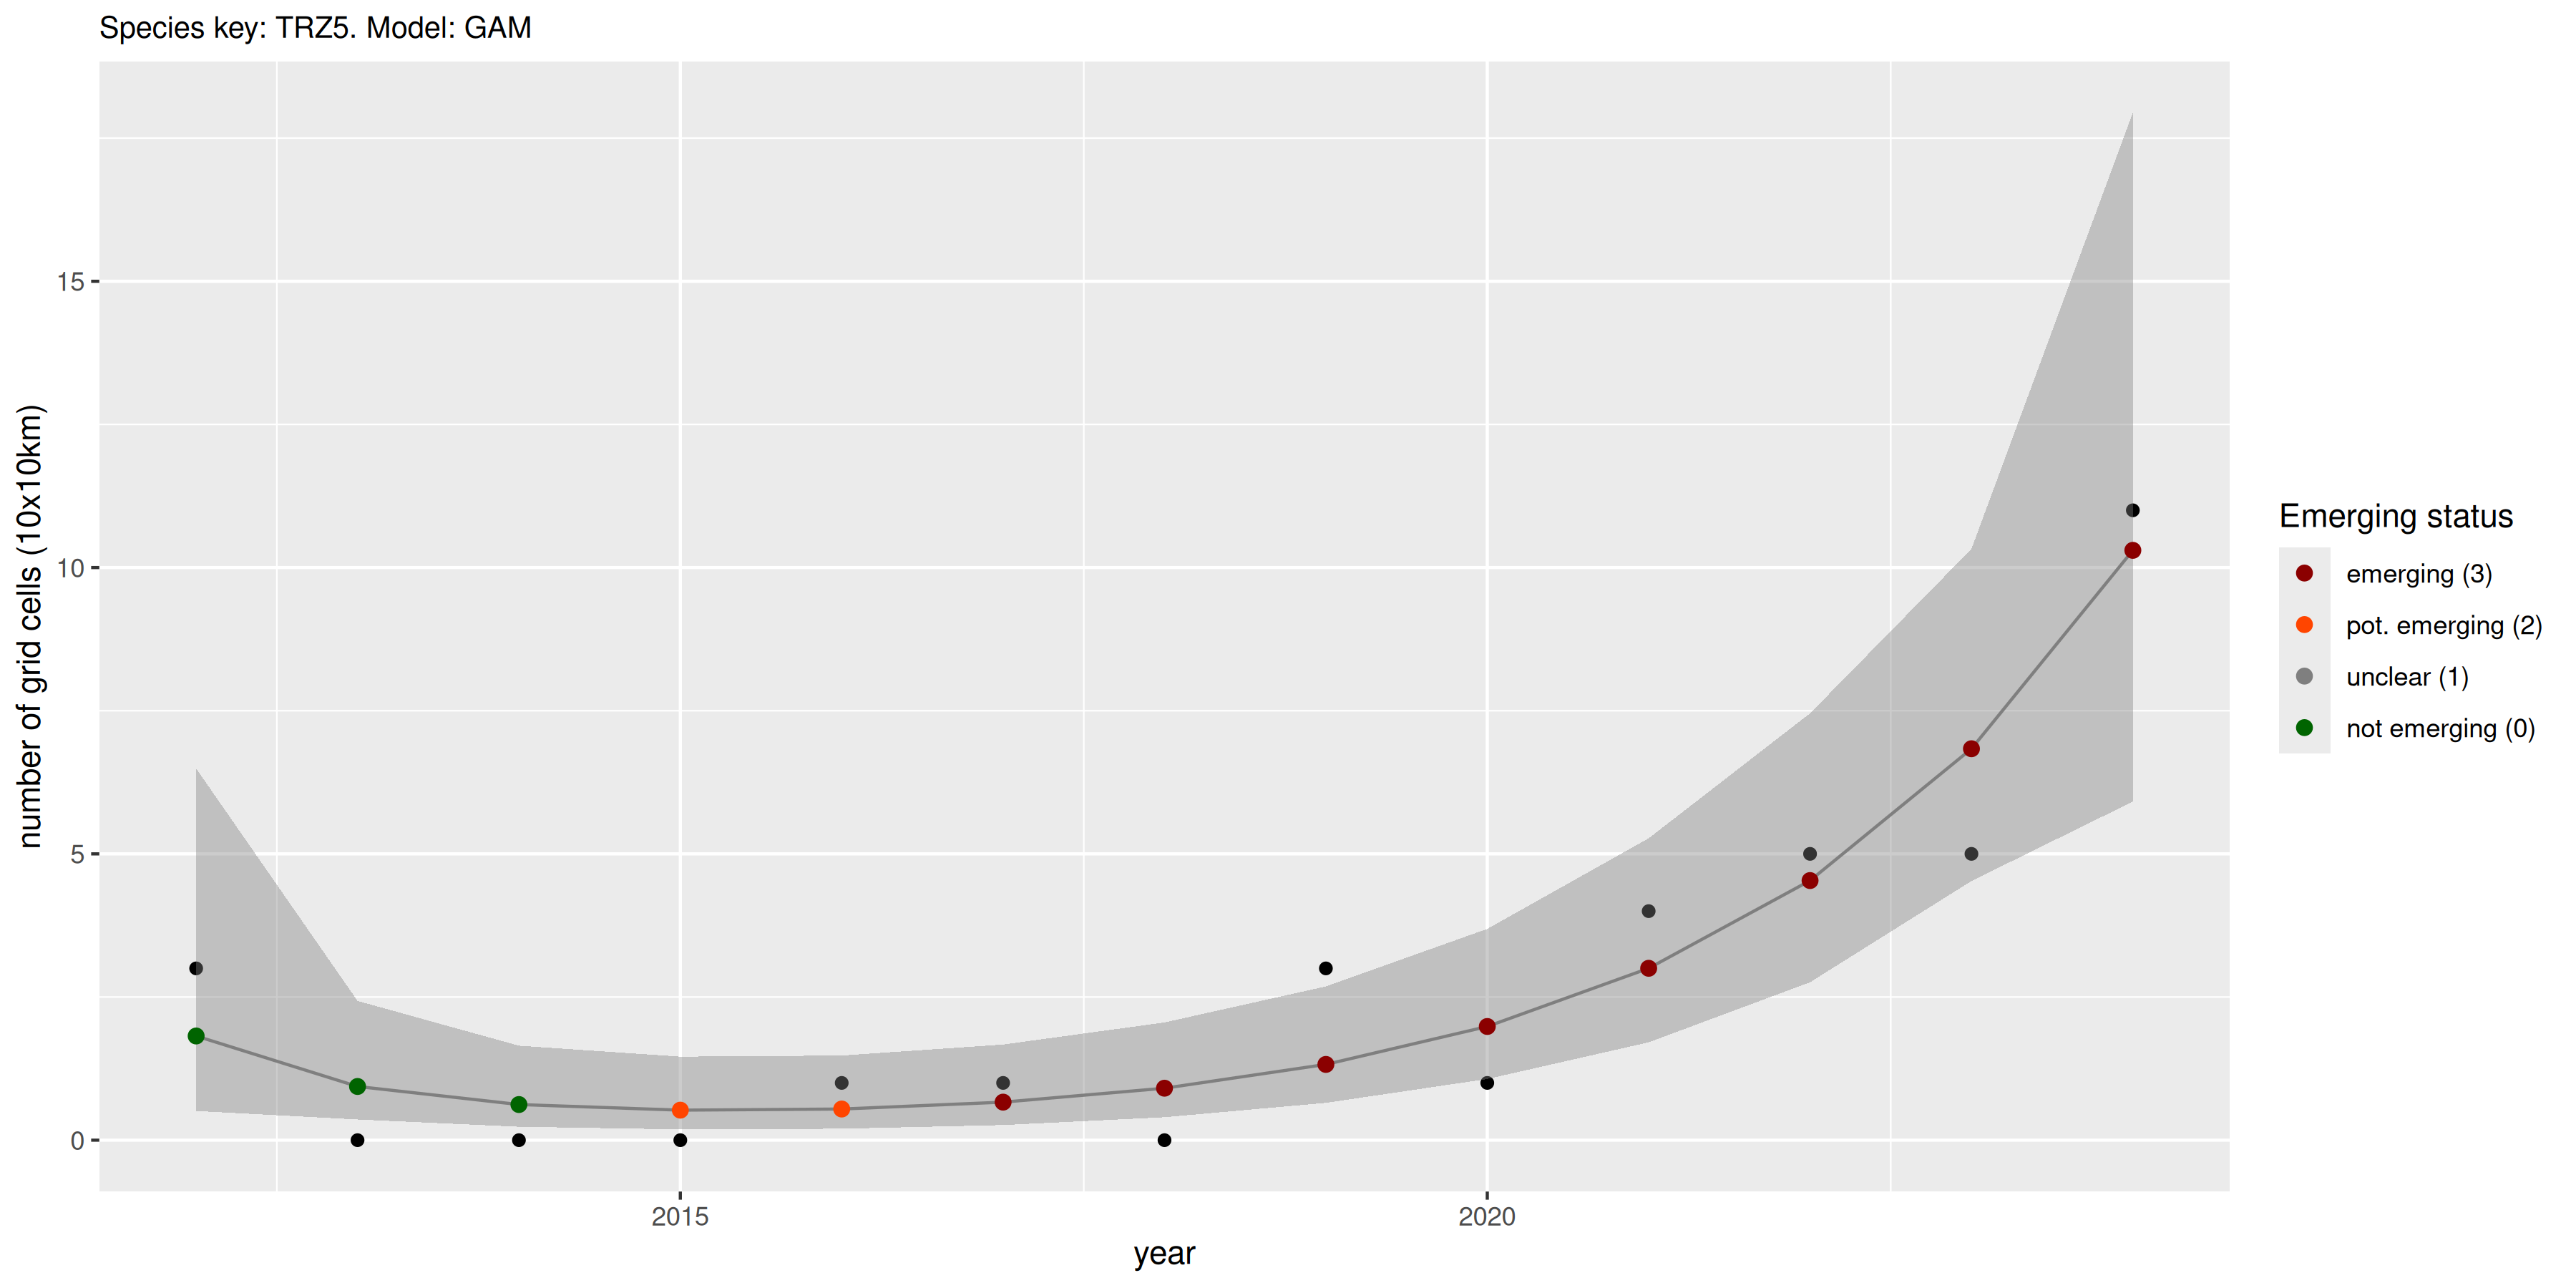 Species key: TRZ5. Model: GAM
number of grid cells (10x10km)
15
10
5
0
2015
2020
year
Emerging status
emerging (3)
pot. emerging (2)
unclear (1)
not emerging (0)